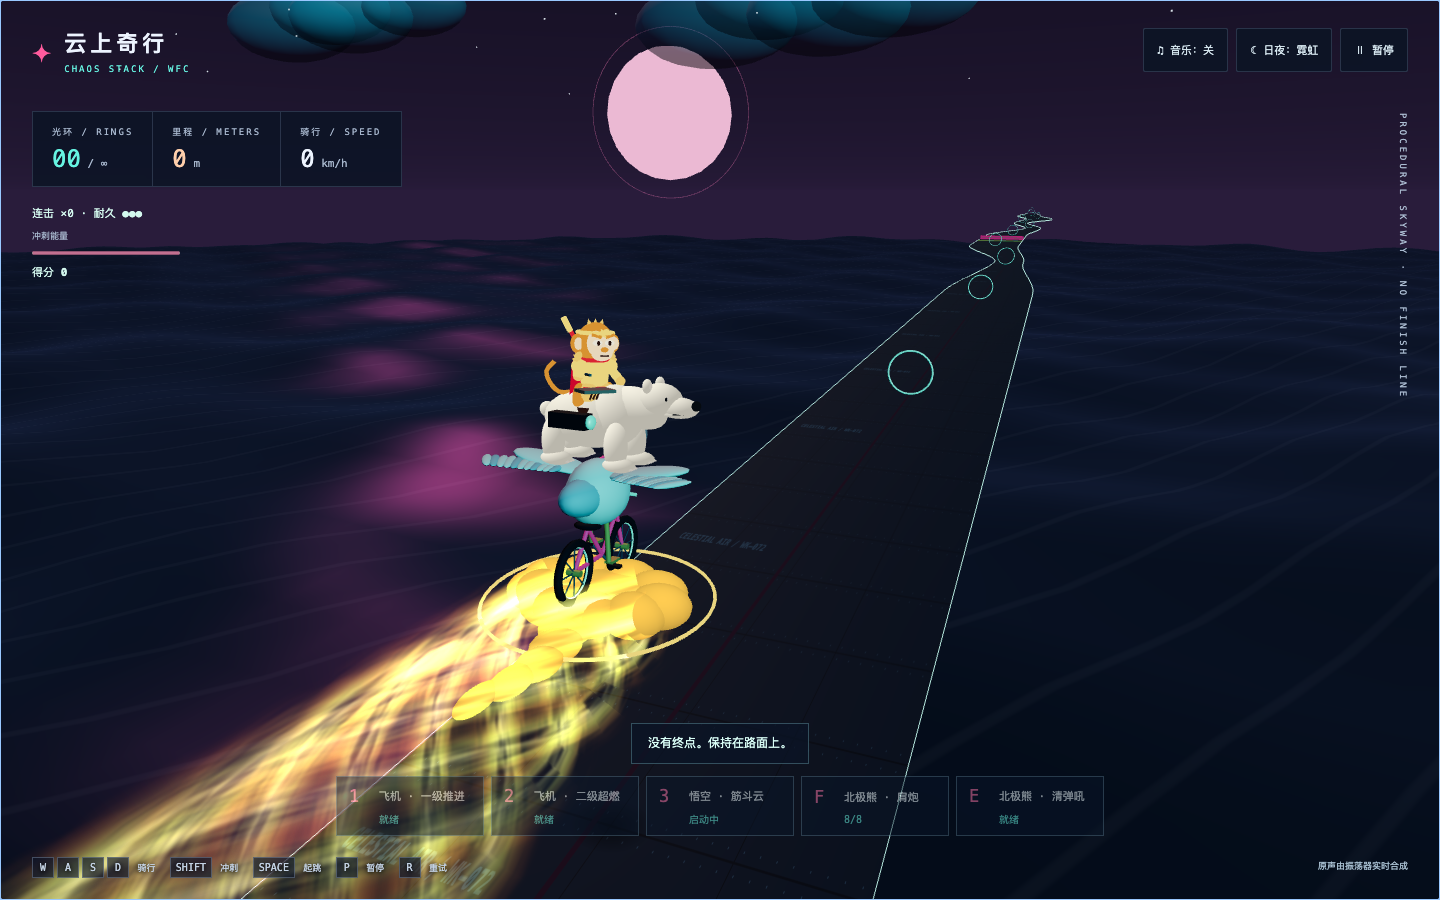 云上奇行
CHAOS STACK / WFC
♫ 音乐: 关
☾ 日夜: 霓虹
II 暂停
光环 / RINGS
00 / ∞
里程 / METERS
0 m
骑行 / SPEED
0 km/h
连击 ×0 · 耐久 ●●●
冲刺能量
得分 0
PROCEDURAL SKYWAY · NO FINISH LINE
CELESTIAL AIR / WK-072
没有终点。保持在路面上。
1 飞机 · 一级推进
就绪
2 飞机 · 二级超燃
就绪
3 悟空 · 筋斗云
启动中
F 北极熊 · 肩炮
8/8
E 北极熊 · 清弹吼
就绪
W A S D 骑行 SHIFT 冲刺 SPACE 起跳 P 暂停 R 重试
原声由振荡器实时合成